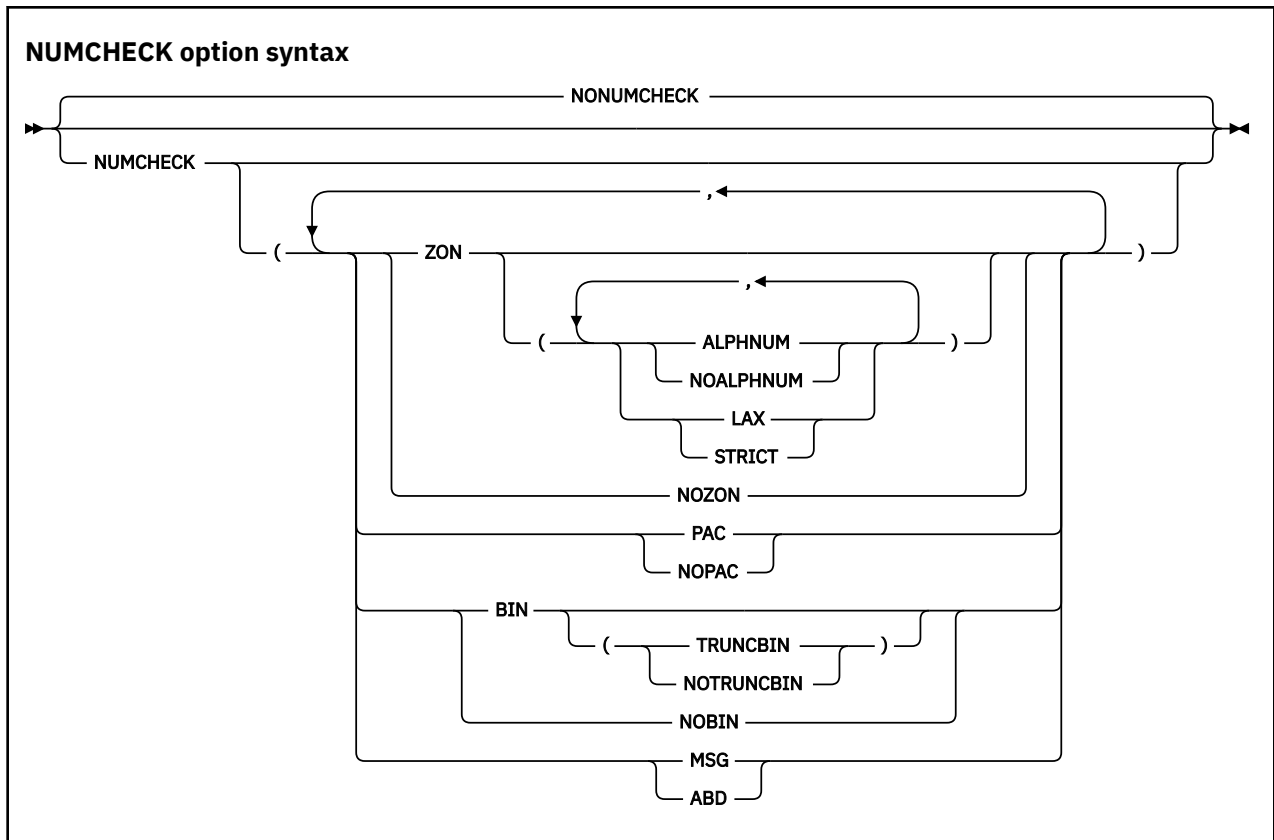 NUMCHECK option syntax
NONUMCHECK
NUMCHECK
,
( ZON )
,
( ALPHNUM )
NOALPHNUM
LAX
STRICT
NOZON
PAC
NOPAC
BIN
( TRUNCBIN )
NOTRUNCBIN
NOBIN
MSG
ABD